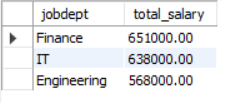 jobdept total_salary
Finance 651000.00
IT 638000.00
Engineering 568000.00